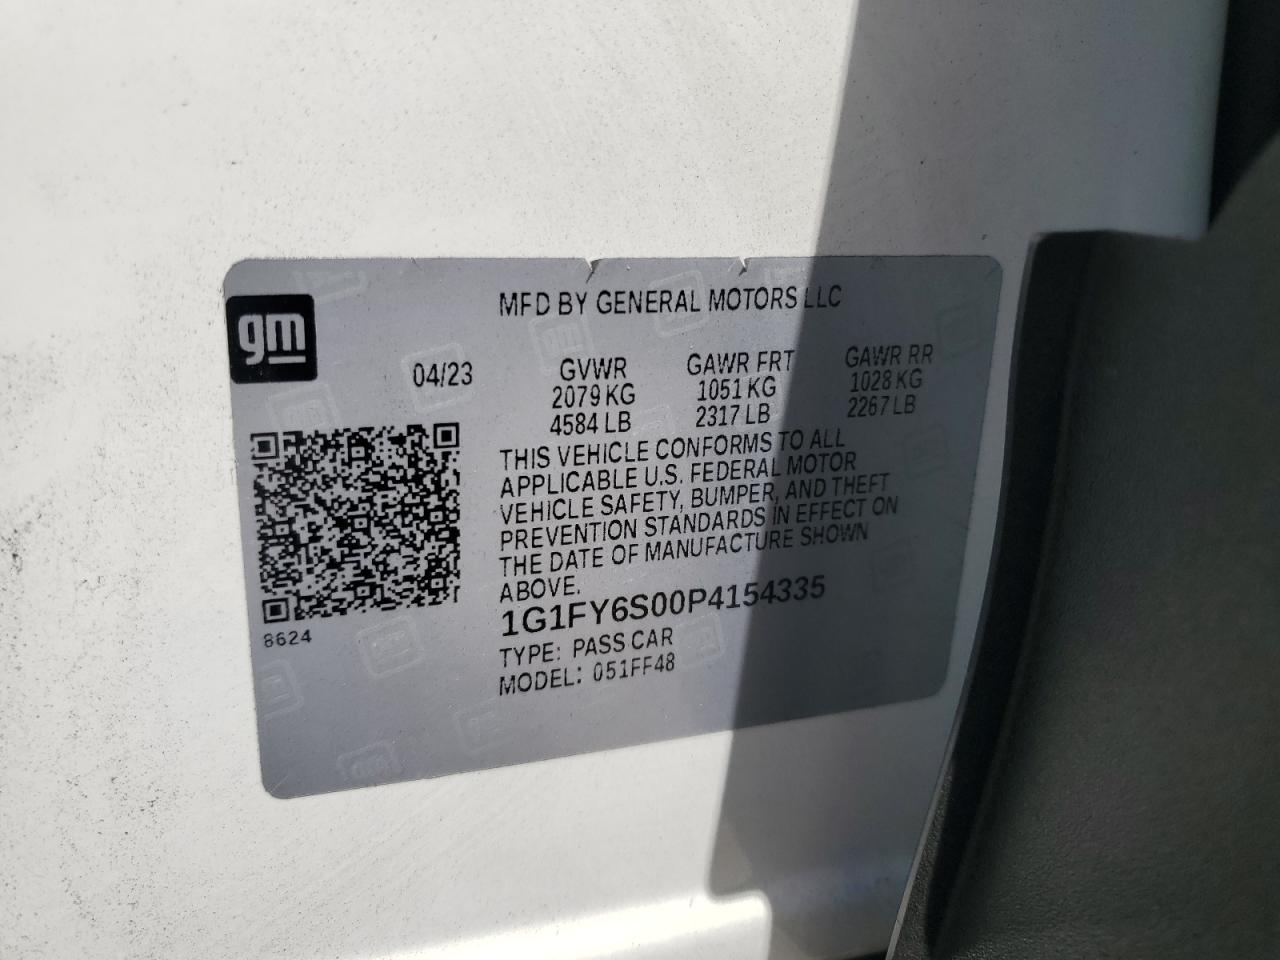 MFD BY GENERAL MOTORS LLC
gm
04/23 GVWR GAWR FRT GAWR RR
2079 KG 1051 KG 1028 KG
4584 LB 2317 LB 2267 LB
THIS VEHICLE CONFORMS TO ALL
APPLICABLE U.S. FEDERAL MOTOR
VEHICLE SAFETY, BUMPER, AND THEFT
PREVENTION STANDARDS IN EFFECT ON
THE DATE OF MANUFACTURE SHOWN
ABOVE.
1G1FY6S00P4154335
8624
TYPE: PASS CAR
MODEL: 051FF48